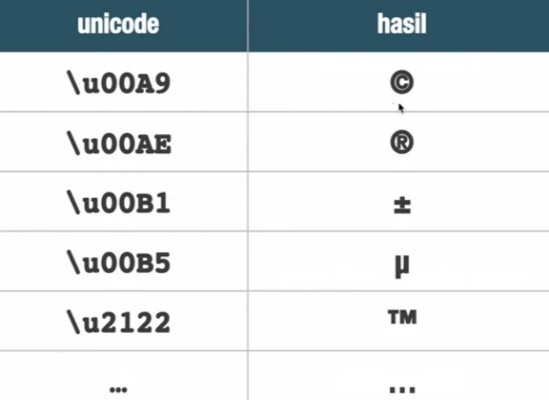 unicode hasil
\u00A9 ©
\u00AE ®
\u00B1 ±
\u00B5 µ
\u2122 ™
... ...